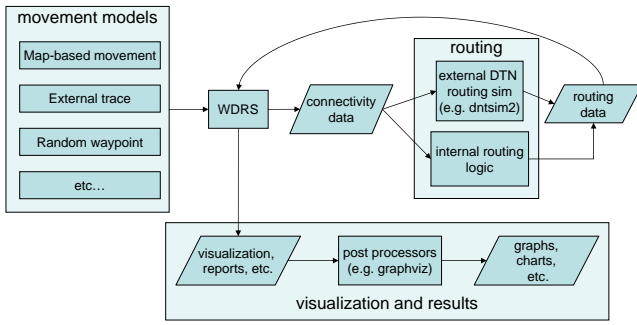 movement models
Map-based movement
External trace
Random waypoint
etc...
WDRS
connectivity
data
routing
external DTN
routing sim
(e.g. dntsim2)
internal routing
logic
routing
data
visualization,
reports, etc.
post processors
(e.g. graphviz)
graphs,
charts,
etc.
visualization and results